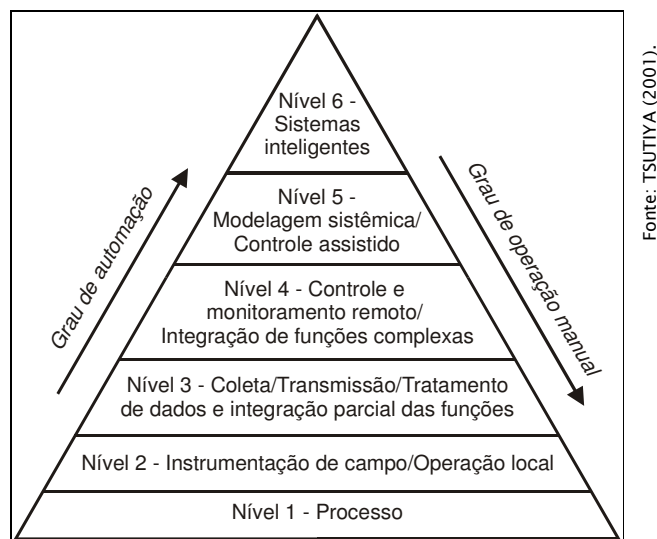 Nível 6 -
Sistemas
inteligentes
Nível 5 -
Modelagem sistêmica/
Controle assistido
Nível 4 - Controle e
monitoramento remoto/
Integração de funções complexas
Nível 3 - Coleta/Transmissão/Tratamento
de dados e integração parcial das funções
Nível 2 - Instrumentação de campo/Operação local
Nível 1 - Processo
Grau de automação
Grau de operação manual
Fonte: TSUTIYA (2001).